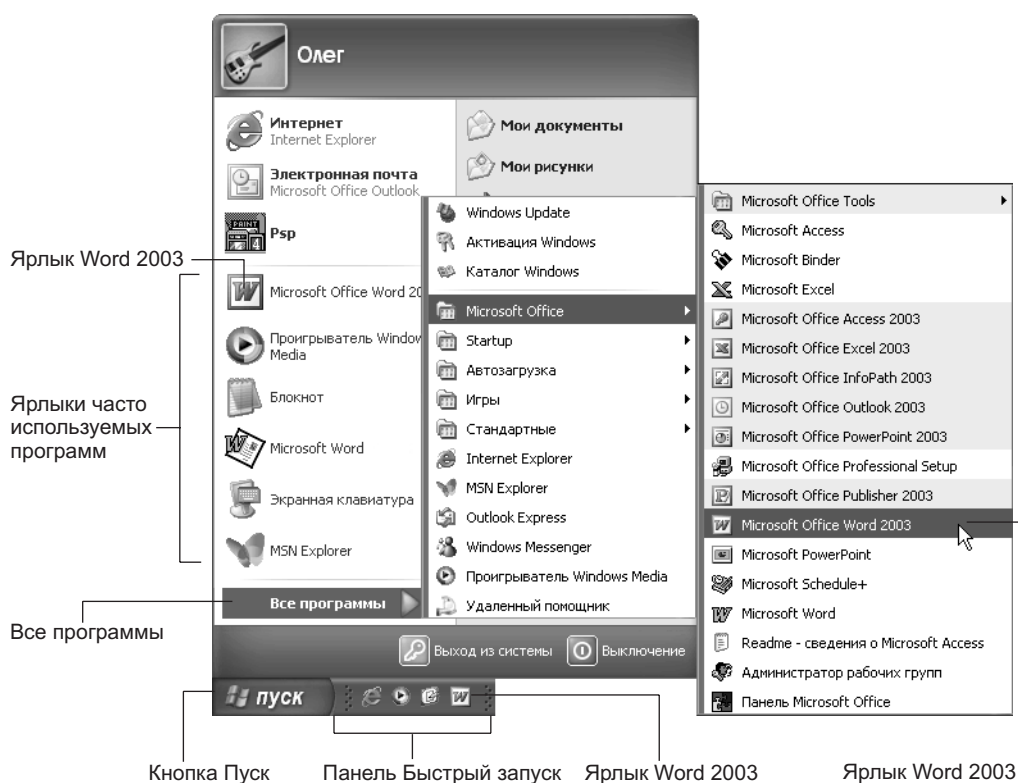 Олег
Интернет
Internet Explorer
Электронная почта
Microsoft Office Outlook
Psp
Microsoft Office Word 20
Проигрыватель Window
Media
Блокнот
Microsoft Word
Экранная клавиатура
MSN Explorer
Все программы
Мои документы
Мои рисунки
Windows Update
Активация Windows
Каталог Windows
Microsoft Office
Startup
Автозагрузка
Игры
Стандартные
Internet Explorer
MSN Explorer
Outlook Express
Windows Messenger
Проигрыватель Windows Media
Удаленный помощник
Microsoft Office Tools
Microsoft Access
Microsoft Binder
Microsoft Excel
Microsoft Office Access 2003
Microsoft Office Excel 2003
Microsoft Office InfoPath 2003
Microsoft Office Outlook 2003
Microsoft Office PowerPoint 2003
Microsoft Office Professional Setup
Microsoft Office Publisher 2003
Microsoft Office Word 2003
Microsoft PowerPoint
Microsoft Schedule+
Microsoft Word
Readme - сведения о Microsoft Access
Администратор рабочих групп
Панель Microsoft Office
Выход из системы
Выключение
пуск
Ярлык Word 2003
Ярлыки часто
используемых
программ
Все программы
Кнопка Пуск
Панель Быстрый запуск
Ярлык Word 2003
Ярлык Word 2003